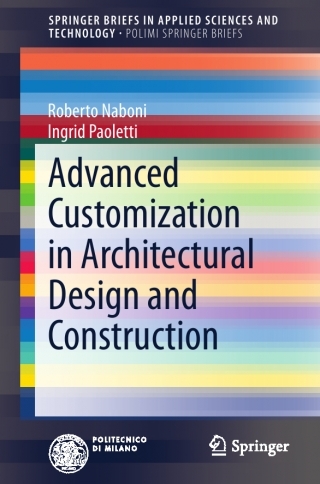 SPRINGER BRIEFS IN APPLIED SCIENCES AND
TECHNOLOGY · POLIMI SPRINGER BRIEFS
Roberto Naboni
Ingrid Paoletti
Advanced
Customization
in Architectural
Design and
Construction
POLITECNICO
DI MILANO
Springer